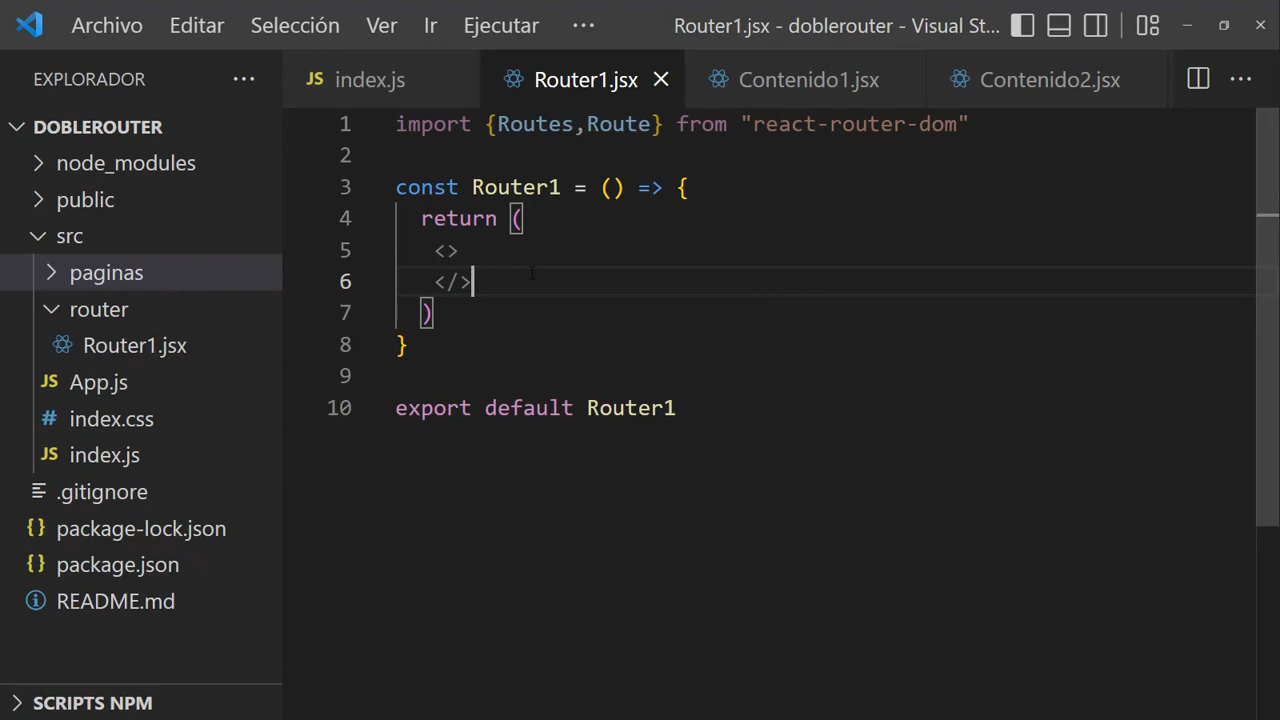 Archivo Editar Selección Ver Ir Ejecutar ··· Router1.jsx - doblerouter - Visual St...
EXPLORADOR ···
JS index.js Router1.jsx Contenido1.jsx Contenido2.jsx ···
DOBLEROUTER
node_modules
public
src
paginas
router
Router1.jsx
JS App.js
# index.css
JS index.js
.gitignore
{} package-lock.json
{} package.json
README.md
SCRIPTS NPM
1 import {Routes,Route} from "react-router-dom"
2
3 const Router1 = () => {
4 return (
5 <>
6 </>
7 )
8 }
9
10 export default Router1